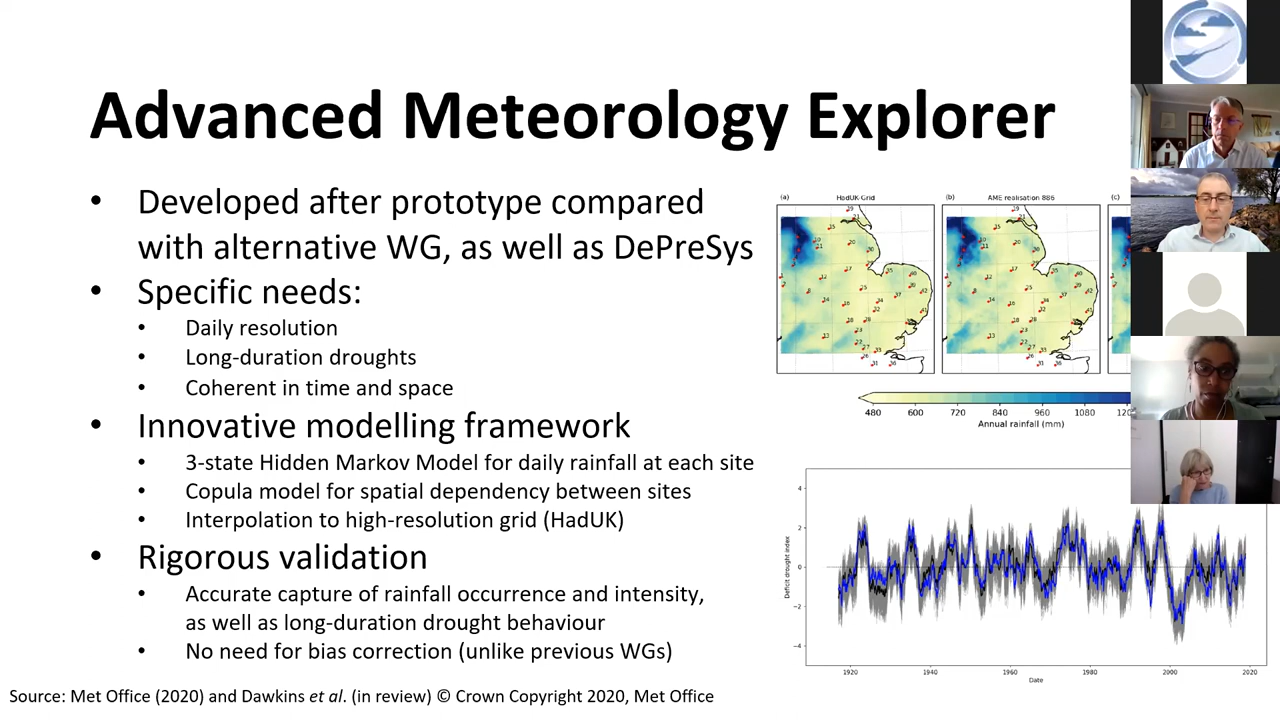 Advanced Meteorology Explorer
• Developed after prototype compared
with alternative WG, as well as DePreSys
• Specific needs:
• Daily resolution
• Long-duration droughts
• Coherent in time and space
• Innovative modelling framework
• 3-state Hidden Markov Model for daily rainfall at each site
• Copula model for spatial dependency between sites
• Interpolation to high-resolution grid (HadUK)
• Rigorous validation
• Accurate capture of rainfall occurrence and intensity,
as well as long-duration drought behaviour
• No need for bias correction (unlike previous WGs)
Source: Met Office (2020) and Dawkins et al. (in review) © Crown Copyright 2020, Met Office
(a) HadUK-Grid
(b) AME realisation 886
(c)
480 600 720 840 960 1080 120
Annual rainfall (mm)
Deficit drought index
4
2
0
−2
−4
1920 1940 1960 1980 2000 2020
Date